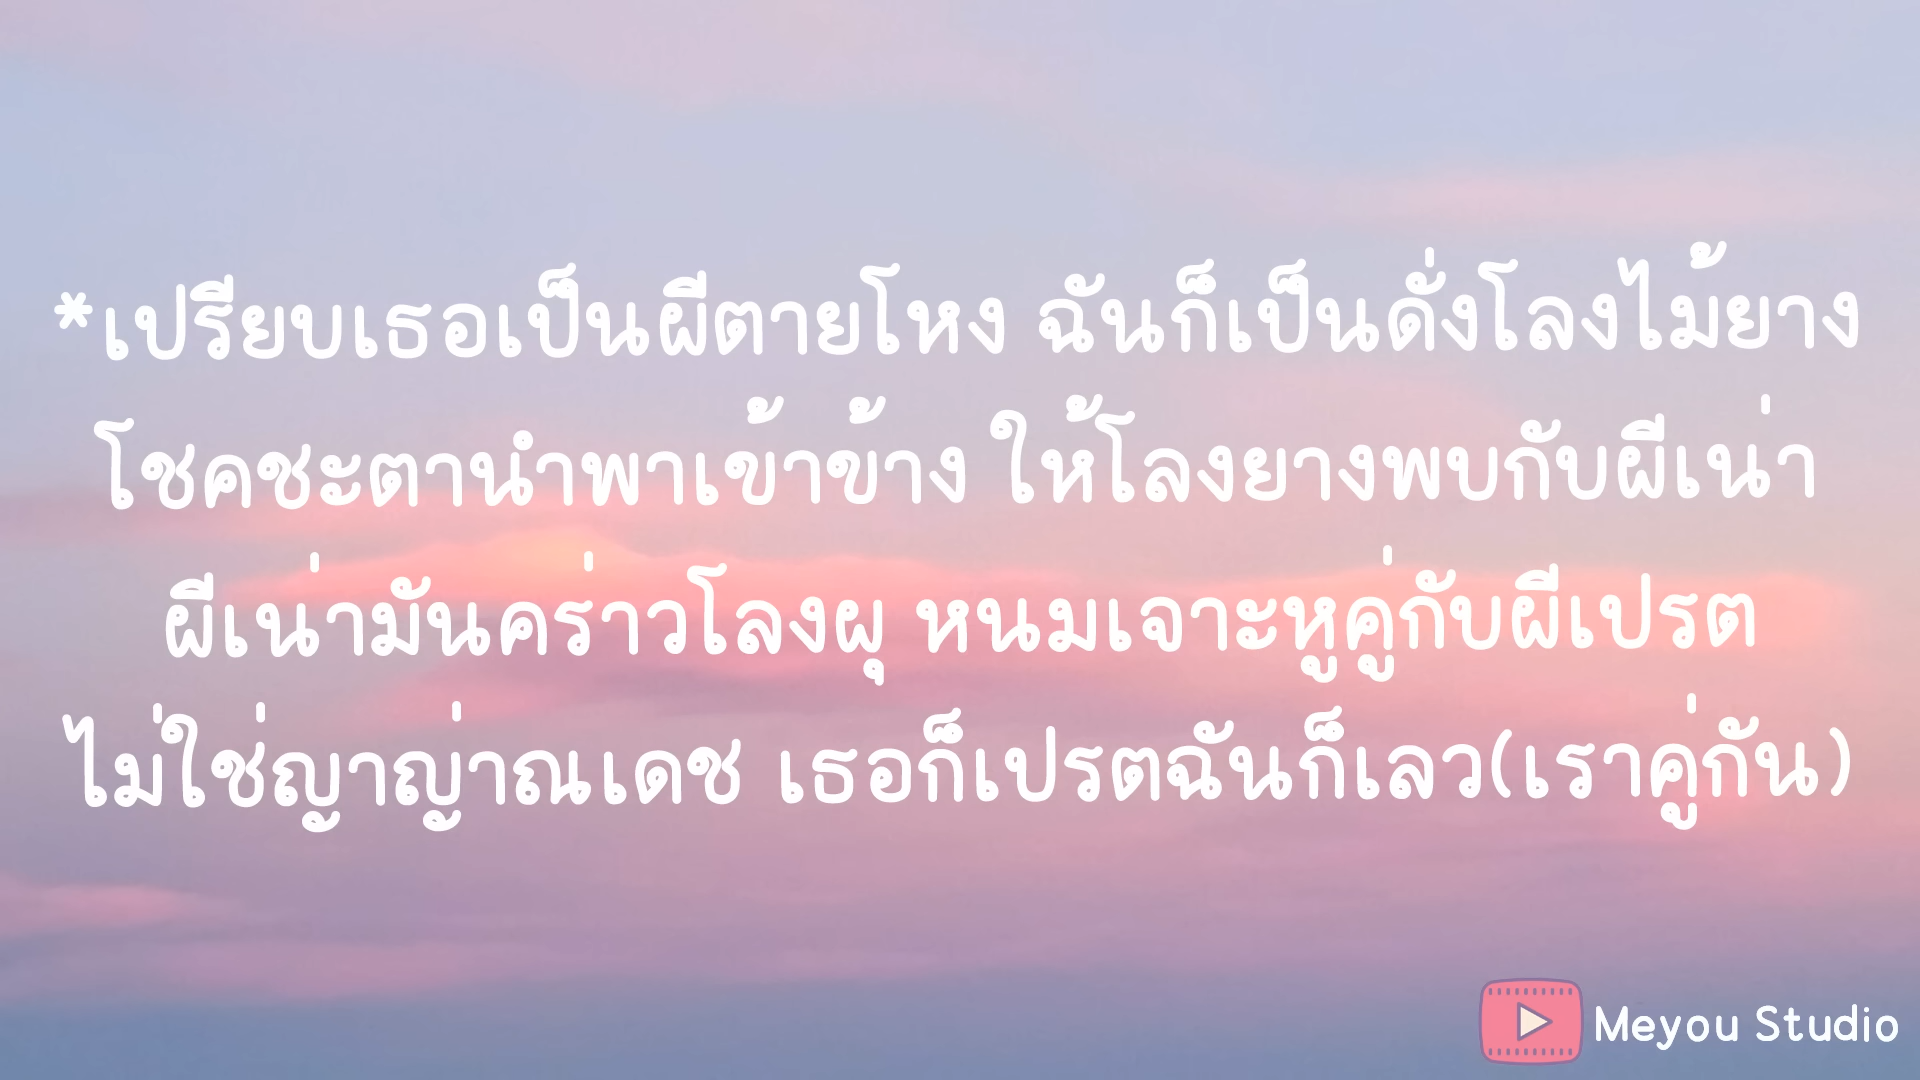 *เปรียบเธอเป็นผีตายโหง ฉันก็เป็นดั่งโลงไม้ยาง
โชคชะตานำพาเข้าข้าง ให้โลงยางพบกับผีเน่า
ผีเน่ามันคร่าวโลงผุ หนมเจาะหูคู่กับผีเปรต
ไม่ใช่ญาญ่าณเดช เธอก็เปรตฉันก็เลว(เราคู่กัน)
Meyou Studio